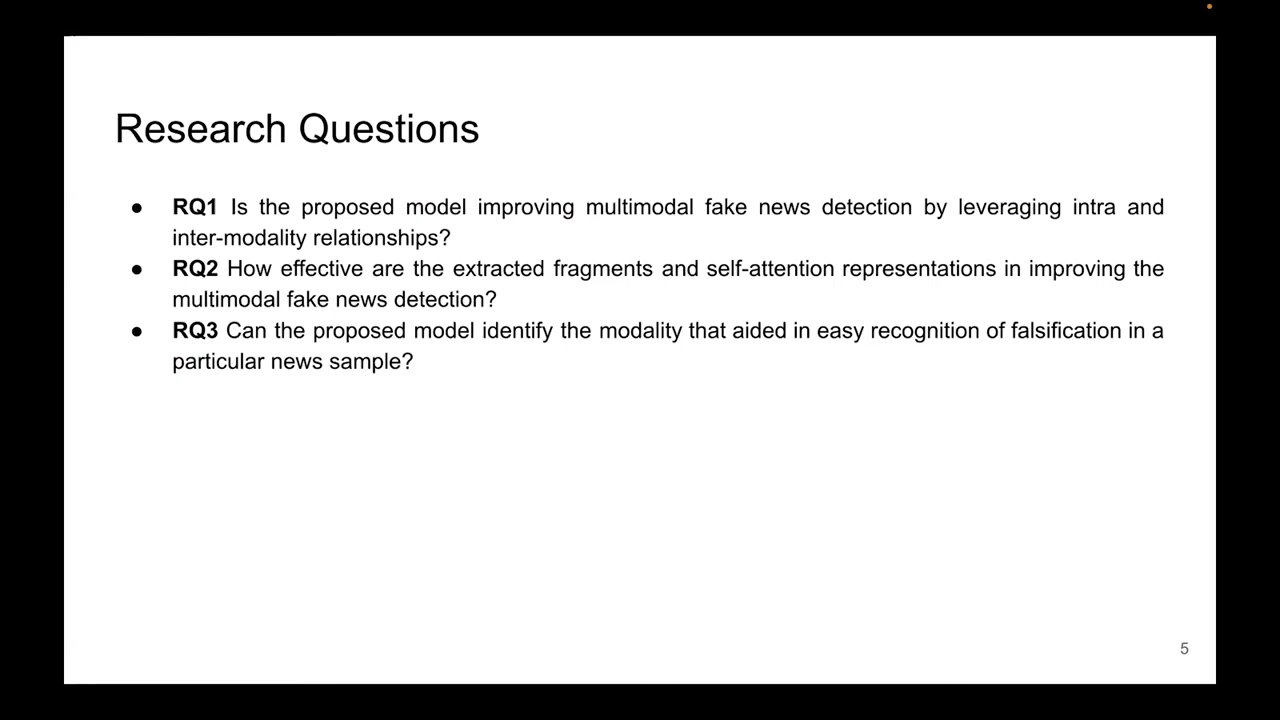 Research Questions
● RQ1 Is the proposed model improving multimodal fake news detection by leveraging intra and
inter-modality relationships?
● RQ2 How effective are the extracted fragments and self-attention representations in improving the
multimodal fake news detection?
● RQ3 Can the proposed model identify the modality that aided in easy recognition of falsification in a
particular news sample?
5